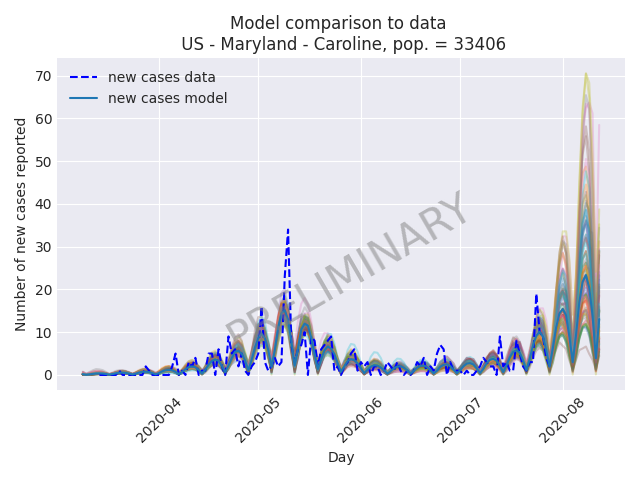 Model comparison to data
US - Maryland - Caroline, pop. = 33406
new cases data
new cases model
Number of new cases reported
70
60
50
40
30
20
10
0
PRELIMINARY
2020-04
2020-05
2020-06
2020-07
2020-08
Day